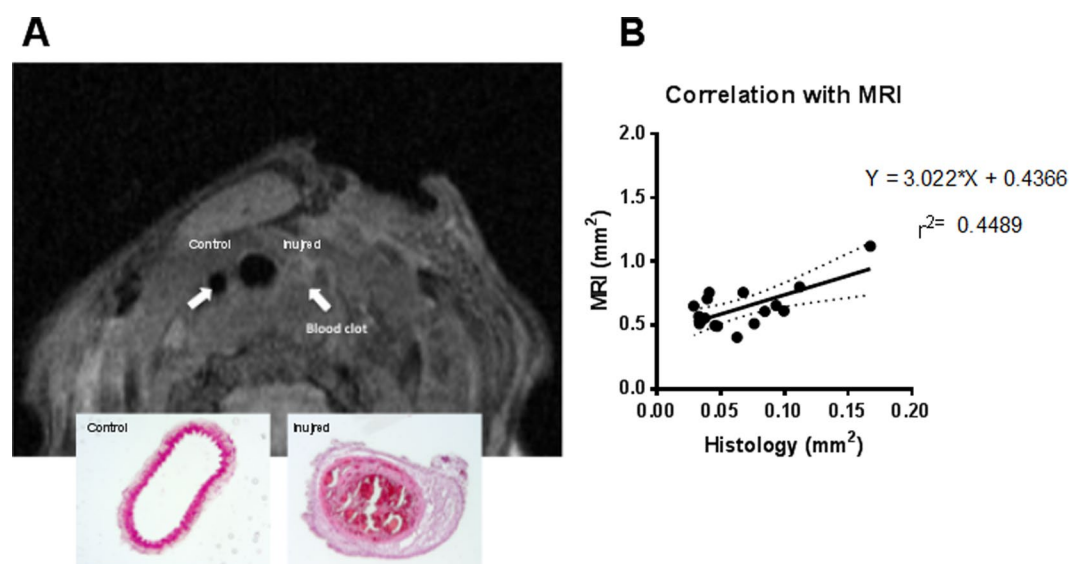 A
Control
Inujred
Blood clot
Control
Inujred
B
Correlation with MRI
2.0
1.5
1.0
0.5
0.0
MRI (mm²)
Y = 3.022*X + 0.4366
r²= 0.4489
0.00 0.05 0.10 0.15 0.20
Histology (mm²)